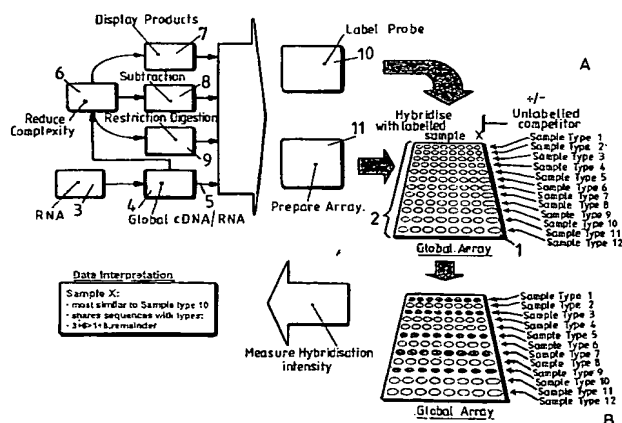 Display Products
7
Subtraction
8
Restriction Digestion
9
6
Reduce
Complexity
RNA
3
4
Global cDNA/RNA
5
Label Probe
10
11
Prepare Array.
A
Hybridise
with labelled
sample X
+/-
Unlabelled
competitor
Sample Type 1
Sample Type 2
Sample Type 3
Sample Type 4
Sample Type 5
Sample Type 6
Sample Type 7
Sample Type 8
Sample Type 9
Sample Type 10
Sample Type 11
Sample Type 12
2
1
Global Array
Data Interpretation
Sample X:
- most similar to Sample type 10
- shares sequences with types:
- 3+6>1+8,remainder
Measure Hybridisation
intensity
Sample Type 1
Sample Type 2
Sample Type 3
Sample Type 4
Sample Type 5
Sample Type 6
Sample Type 7
Sample Type 8
Sample Type 9
Sample Type 10
Sample Type 11
Sample Type 12
Global Array
B